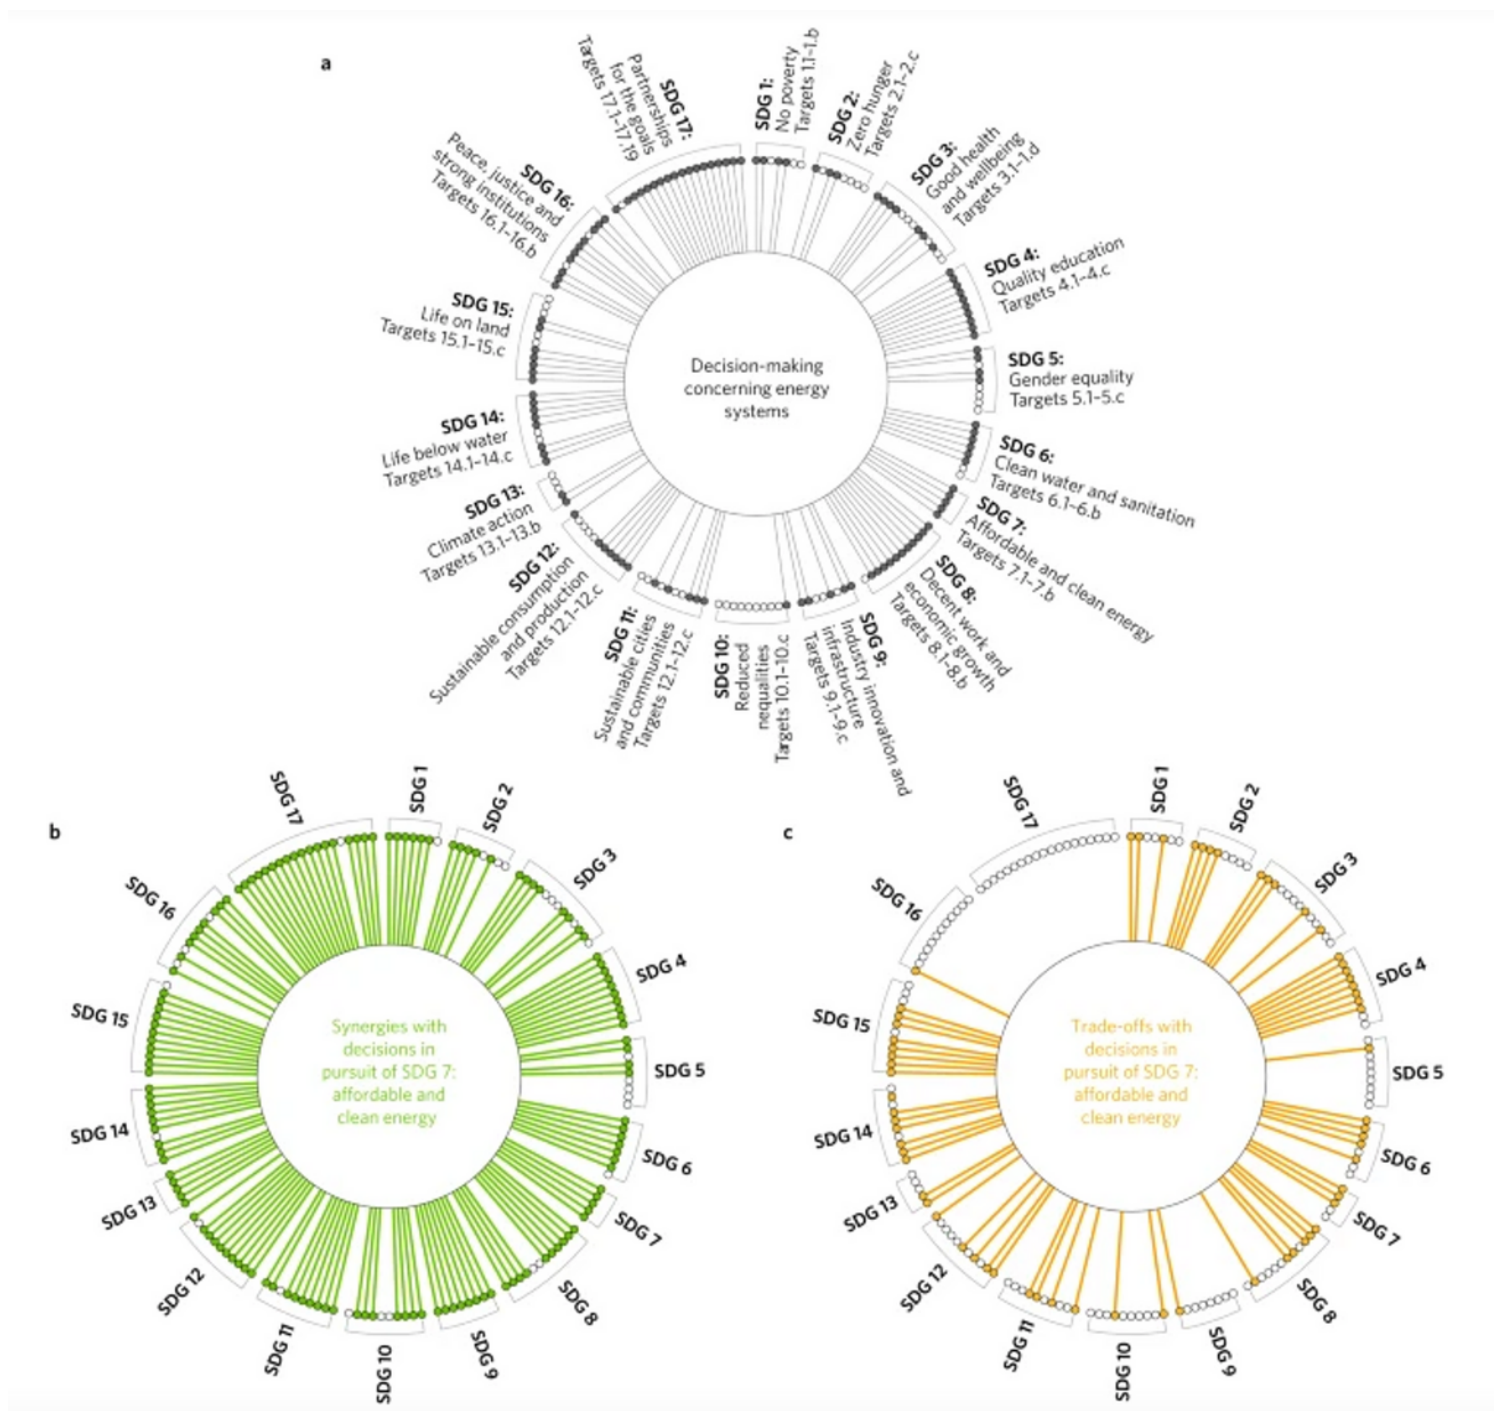 a
SDG 1:
No poverty
Targets 1.1–1.b
SDG 2:
Zero hunger
Targets 2.1–2.c
SDG 3:
Good health
and wellbeing
Targets 3.1–1.d
SDG 4:
Quality education
Targets 4.1–4.c
SDG 5:
Gender equality
Targets 5.1–5.c
SDG 6:
Clean water and sanitation
Targets 6.1–6.b
SDG 7:
Affordable and clean energy
Targets 7.1–7.b
SDG 8:
Decent work and
economic growth
Targets 8.1–8.b
SDG 9:
Industry innovation and
infrastructure
Targets 9.1–9.c
SDG 10:
Reduced
nequalities
Targets 10.1–10.c
SDG 11:
Sustainable cities
and communities
Targets 12.1–12.c
SDG 12:
Sustainable consumption
and production
Targets 12.1–12.c
SDG 13:
Climate action
Targets 13.1–13.b
SDG 14:
Life below water
Targets 14.1–14.c
SDG 15:
Life on land
Targets 15.1–15.c
SDG 16:
Peace, justice and
strong institutions
Targets 16.1–16.b
SDG 17:
Partnerships
for the goals
Targets 17.1–17.19
Decision-making
concerning energy
systems
b
SDG 1
SDG 2
SDG 3
SDG 4
SDG 5
SDG 6
SDG 7
SDG 8
SDG 9
SDG 10
SDG 11
SDG 12
SDG 13
SDG 14
SDG 15
SDG 16
SDG 17
Synergies with
decisions in
pursuit of SDG 7:
affordable and
clean energy
c
SDG 1
SDG 2
SDG 3
SDG 4
SDG 5
SDG 6
SDG 7
SDG 8
SDG 9
SDG 10
SDG 11
SDG 12
SDG 13
SDG 14
SDG 15
SDG 16
SDG 17
Trade-offs with
decisions in
pursuit of SDG 7:
affordable and
clean energy